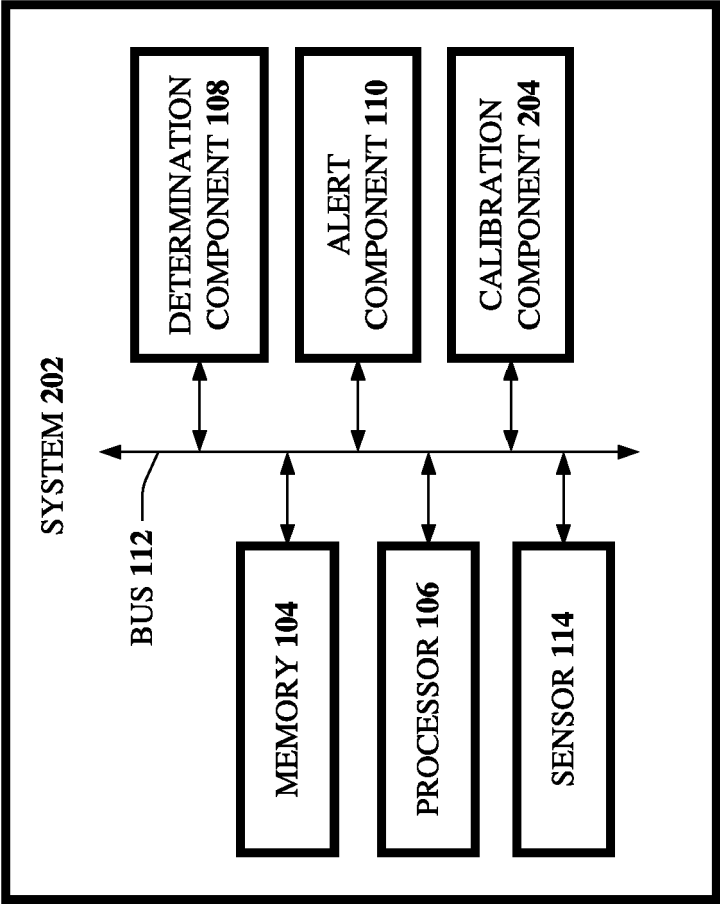 SYSTEM 202
BUS 112
MEMORY 104
PROCESSOR 106
SENSOR 114
DETERMINATION
COMPONENT 108
ALERT
COMPONENT 110
CALIBRATION
COMPONENT 204